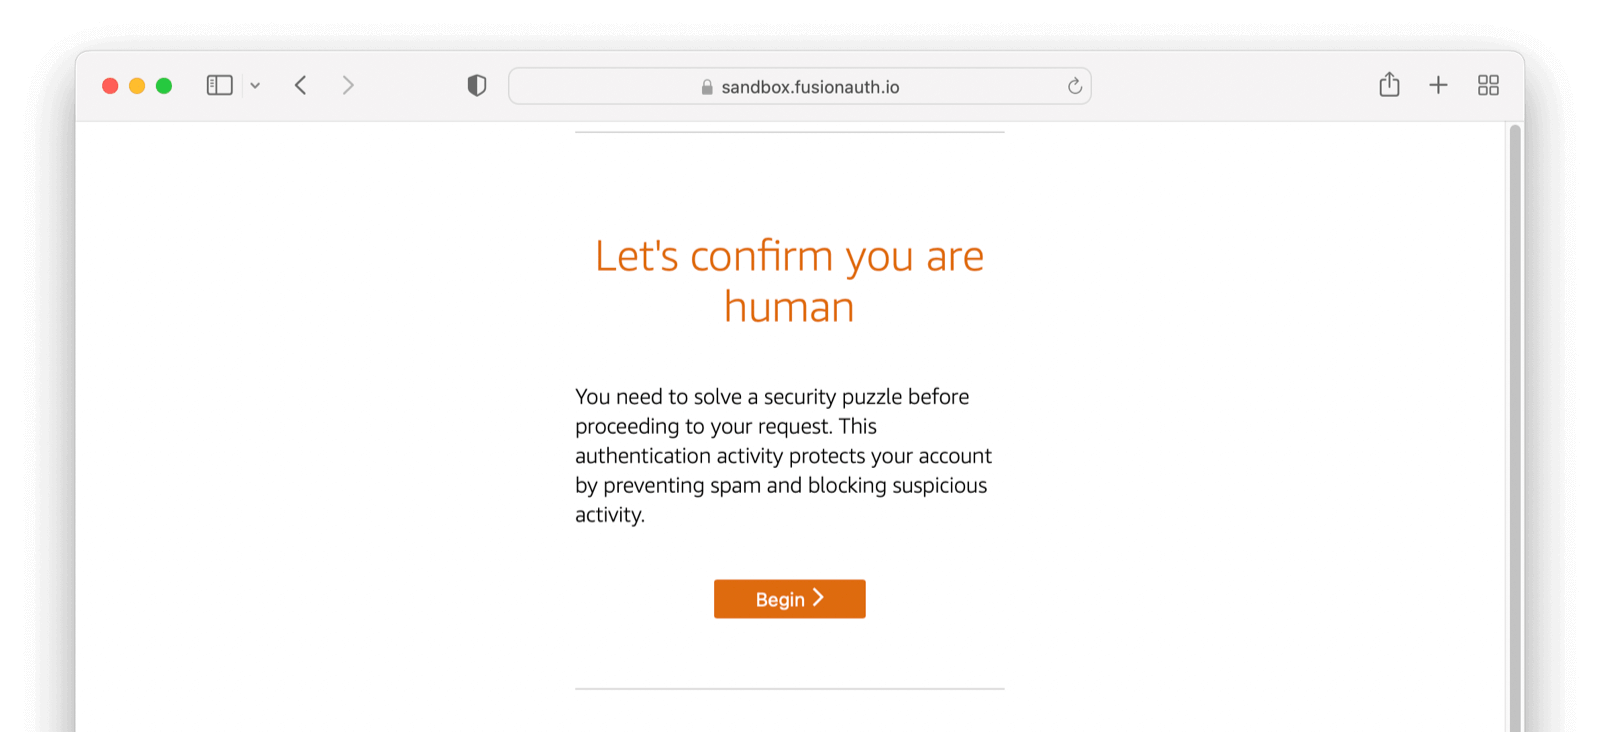 sandbox.fusionauth.io
Let's confirm you are
human
You need to solve a security puzzle before
proceeding to your request. This
authentication activity protects your account
by preventing spam and blocking suspicious
activity.
Begin